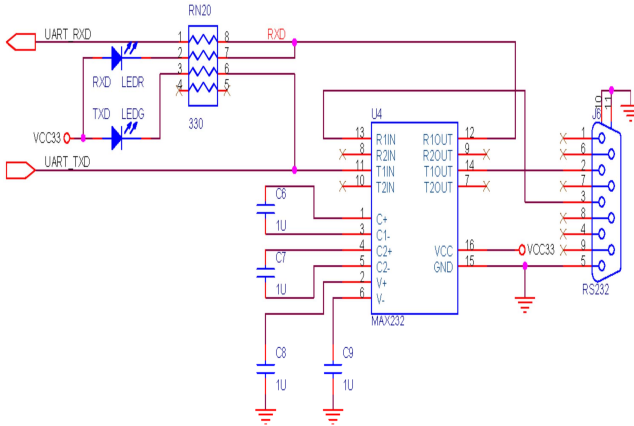 RN20
UART_RXD
1
8
RXD
2
7
3
6
4
5
RXD LEDR
TXD LEDG
330
VCC33
UART_TXD
U4
10
11
J6
13
R1IN
R1OUT
12
8
R2IN
R2OUT
9
11
T1IN
T1OUT
14
10
T2IN
T2OUT
7
1
C+
3
C1-
4
C2+
VCC
16
VCC33
5
C2-
GND
15
2
V+
6
V-
MAX232
1
6
2
7
3
8
4
9
5
RS232
C6
1U
C7
1U
C8
1U
C9
1U